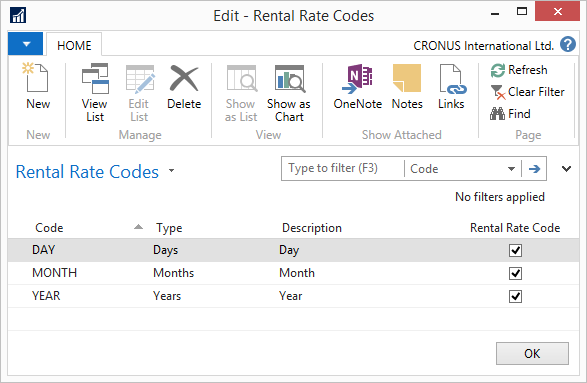 Edit - Rental Rate Codes
HOME
CRONUS International Ltd.
New
View List
Edit List
Delete
Show as List
Show as Chart
OneNote
Notes
Links
Refresh
Clear Filter
Find
New
Manage
View
Show Attached
Page
Rental Rate Codes
Type to filter (F3)
Code
No filters applied
Code Type Description Rental Rate Code
DAY Days Day
MONTH Months Month
YEAR Years Year
OK